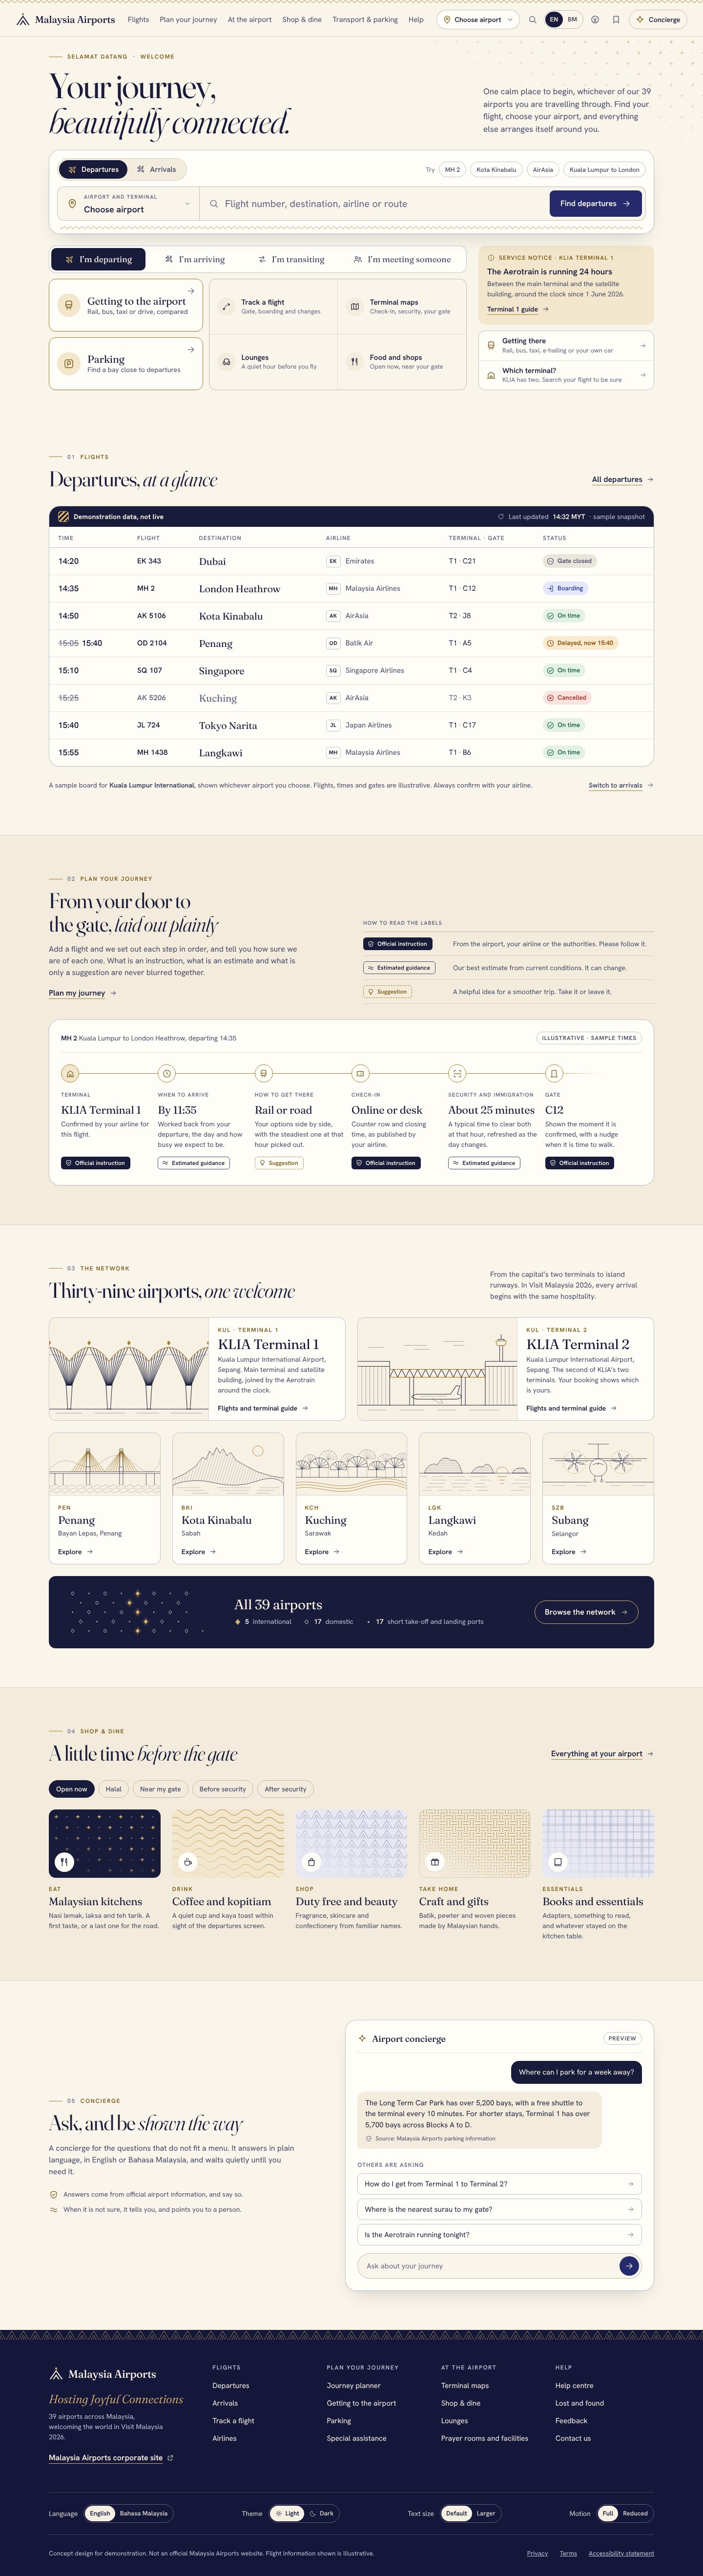 Malaysia Airports
Flights
Plan your journey
At the airport
Shop & dine
Transport & parking
Help
Choose airport
EN
BM
Concierge
SELAMAT DATANG · WELCOME
Your journey,
beautifully connected.
One calm place to begin, whichever of our 39
airports you are travelling through. Find your
flight, choose your airport, and everything
else arranges itself around you.
Departures
Arrivals
Try
MH 2
Kota Kinabalu
AirAsia
Kuala Lumpur to London
AIRPORT AND TERMINAL
Choose airport
Flight number, destination, airline or route
Find departures
I'm departing
I'm arriving
I'm transiting
I'm meeting someone
Getting to the airport
Rail, bus, taxi or drive, compared
Parking
Find a bay close to departures
Track a flight
Gate, boarding and changes
Terminal maps
Check-in, security, your gate
Lounges
A quiet hour before you fly
Food and shops
Open now, near your gate
SERVICE NOTICE · KLIA TERMINAL 1
The Aerotrain is running 24 hours
Between the main terminal and the satellite
building, around the clock since 1 June 2026.
Terminal 1 guide
Getting there
Rail, bus, taxi, e-hailing or your own car
Which terminal?
KLIA has two. Search your flight to be sure
01 FLIGHTS
Departures, at a glance
All departures
Demonstration data, not live
Last updated 14:32 MYT · sample snapshot
TIME FLIGHT DESTINATION AIRLINE TERMINAL · GATE STATUS
14:20 EK 343 Dubai EK Emirates T1 · C21 Gate closed
14:35 MH 2 London Heathrow MH Malaysia Airlines T1 · C12 Boarding
14:50 AK 5106 Kota Kinabalu AK AirAsia T2 · J8 On time
15:05 15:40 OD 2104 Penang OD Batik Air T1 · A5 Delayed, now 15:40
15:10 SQ 107 Singapore SQ Singapore Airlines T1 · C4 On time
15:25 AK 5206 Kuching AK AirAsia T2 · K3 Cancelled
15:40 JL 724 Tokyo Narita JL Japan Airlines T1 · C17 On time
15:55 MH 1438 Langkawi MH Malaysia Airlines T1 · B6 On time
A sample board for Kuala Lumpur International, shown whichever airport you choose. Flights, times and gates are illustrative. Always confirm with your airline.
Switch to arrivals
02 PLAN YOUR JOURNEY
From your door to
the gate, laid out plainly
Add a flight and we set out each step in order, and tell you how sure we
are of each one. What is an instruction, what is an estimate and what is
only a suggestion are never blurred together.
Plan my journey
HOW TO READ THE LABELS
Official instruction
From the airport, your airline or the authorities. Please follow it.
Estimated guidance
Our best estimate from current conditions. It can change.
Suggestion
A helpful idea for a smoother trip. Take it or leave it.
MH 2 Kuala Lumpur to London Heathrow, departing 14:35
ILLUSTRATIVE · SAMPLE TIMES
TERMINAL
KLIA Terminal 1
Confirmed by your airline for
this flight.
Official instruction
WHEN TO ARRIVE
By 11:35
Worked back from your
departure, the day and how
busy we expect to be.
Estimated guidance
HOW TO GET THERE
Rail or road
Your options side by side,
with the steadiest one at that
hour picked out.
Suggestion
CHECK-IN
Online or desk
Counter row and closing
time, as published by
your airline.
Official instruction
SECURITY AND IMMIGRATION
About 25 minutes
A typical time to clear both
at that hour, refreshed as the
day changes.
Estimated guidance
GATE
C12
Shown the moment it is
confirmed, with a nudge
when it is time to walk.
Official instruction
03 THE NETWORK
Thirty-nine airports, one welcome
From the capital's two terminals to island
runways. In Visit Malaysia 2026, every arrival
begins with the same hospitality.
KUL · TERMINAL 1
KLIA Terminal 1
Kuala Lumpur International Airport,
Sepang. Main terminal and satellite
building, joined by the Aerotrain
around the clock.
Flights and terminal guide
KUL · TERMINAL 2
KLIA Terminal 2
Kuala Lumpur International Airport,
Sepang. The second of KLIA's two
terminals. Your booking shows which
is yours.
Flights and terminal guide
PEN
Penang
Bayan Lepas, Penang
Explore
BKI
Kota Kinabalu
Sabah
Explore
KCH
Kuching
Sarawak
Explore
LGK
Langkawi
Kedah
Explore
SZB
Subang
Selangor
Explore
All 39 airports
5 international 17 domestic 17 short take-off and landing ports
Browse the network
04 SHOP & DINE
A little time before the gate
Everything at your airport
Open now
Halal
Near my gate
Before security
After security
EAT
Malaysian kitchens
Nasi lemak, laksa and teh tarik. A
first taste, or a last one for the road.
DRINK
Coffee and kopitiam
A quiet cup and kaya toast within
sight of the departures screen.
SHOP
Duty free and beauty
Fragrance, skincare and
confectionery from familiar names.
TAKE HOME
Craft and gifts
Batik, pewter and woven pieces
made by Malaysian hands.
ESSENTIALS
Books and essentials
Adapters, something to read,
and whatever stayed on the
kitchen table.
05 CONCIERGE
Ask, and be shown the way
A concierge for the questions that do not fit a menu. It answers in plain
language, in English or Bahasa Malaysia, and waits quietly until you
need it.
Answers come from official airport information, and say so.
When it is not sure, it tells you, and points you to a person.
Airport concierge
PREVIEW
Where can I park for a week away?
The Long Term Car Park has over 5,200 bays, with a free shuttle to
the terminal every 10 minutes. For shorter stays, Terminal 1 has over
5,700 bays across Blocks A to D.
Source: Malaysia Airports parking information
OTHERS ARE ASKING
How do I get from Terminal 1 to Terminal 2?
Where is the nearest surau to my gate?
Is the Aerotrain running tonight?
Ask about your journey
Malaysia Airports
Hosting Joyful Connections
39 airports across Malaysia,
welcoming the world in Visit Malaysia
2026.
Malaysia Airports corporate site
FLIGHTS
Departures
Arrivals
Track a flight
Airlines
PLAN YOUR JOURNEY
Journey planner
Getting to the airport
Parking
Special assistance
AT THE AIRPORT
Terminal maps
Shop & dine
Lounges
Prayer rooms and facilities
HELP
Help centre
Lost and found
Feedback
Contact us
Language English Bahasa Malaysia
Theme Light Dark
Text size Default Larger
Motion Full Reduced
Concept design for demonstration. Not an official Malaysia Airports website. Flight information shown is illustrative.
Privacy
Terms
Accessibility statement